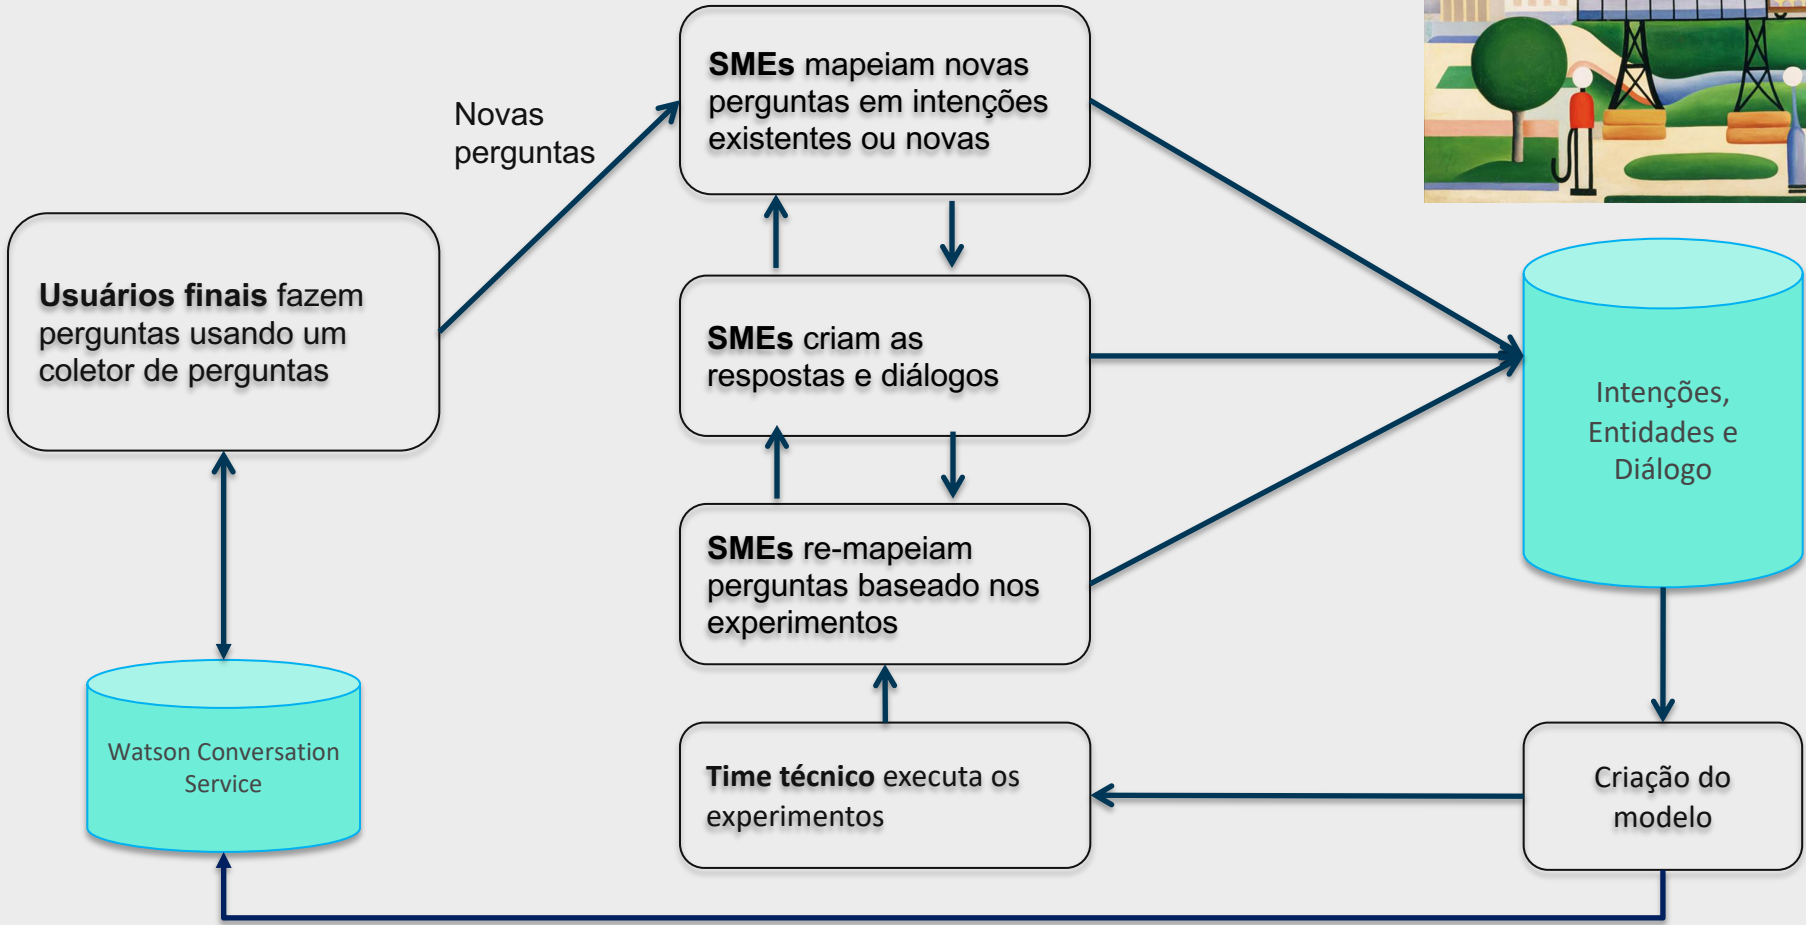 SMEs mapeiam novas
perguntas em intenções
existentes ou novas
Novas
perguntas
Usuários finais fazem
perguntas usando um
coletor de perguntas
SMEs criam as
respostas e diálogos
Intenções,
Entidades e
Diálogo
SMEs re-mapeiam
perguntas baseado nos
experimentos
Watson Conversation
Service
Time técnico executa os
experimentos
Criação do
modelo